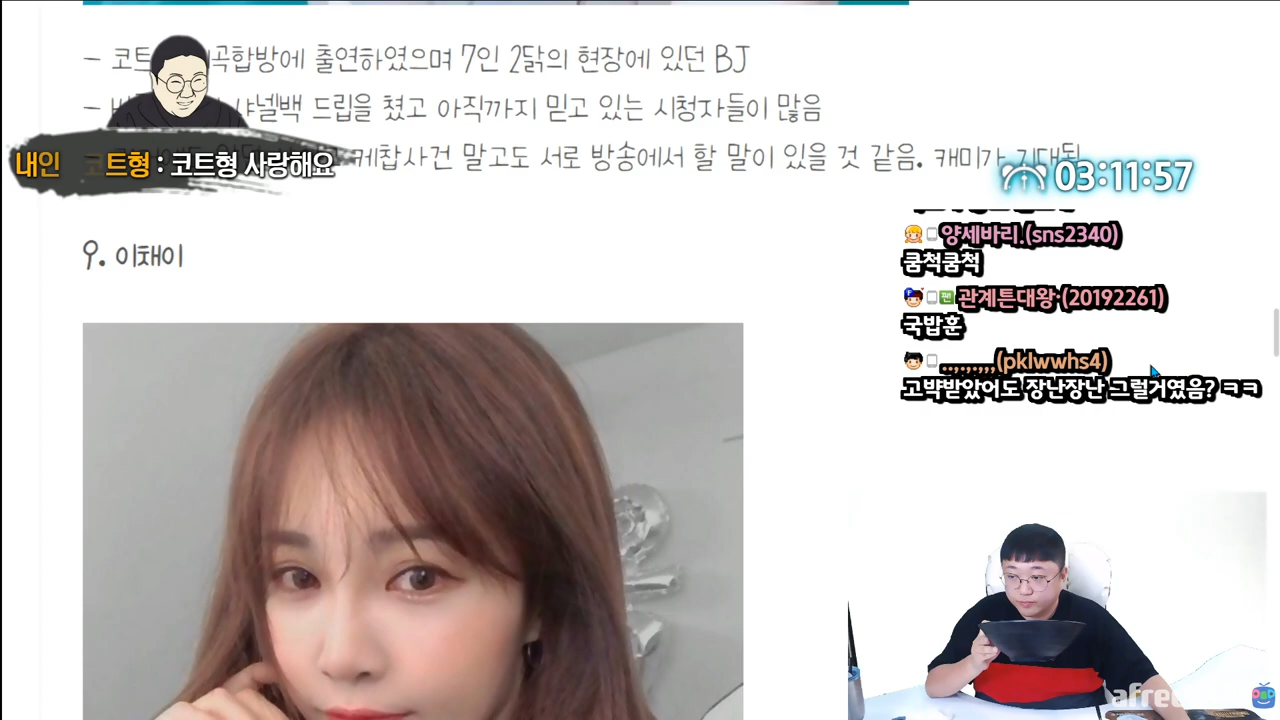 - 코트 곡합방에 출연하였으며 7인 2닭의 현장에 있던 BJ
- 샤넬백 드립을 쳤고 아직까지 믿고 있는 시청자들이 많음
케찹사건 말고도 서로 방송에서 할 말이 있을 것 같음. 캐미가 기대됨
내인 트형 : 코트형 사랑해요
03:11:57
9. 이채이
양세바리.(sns2340)
쿰척쿰척
관계튼대왕·(20192261)
국밥훈
..,.,.,,,(pklwwhs4)
고뱍받았어도 장난장난 그럴거였음? ㅋㅋ